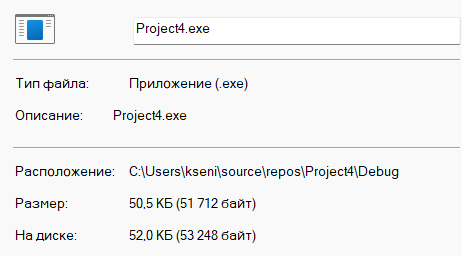 Project4.exe
Тип файла: Приложение (.exe)
Описание: Project4.exe
Расположение: C:\Users\kseni\source\repos\Project4\Debug
Размер: 50,5 КБ (51 712 байт)
На диске: 52,0 КБ (53 248 байт)